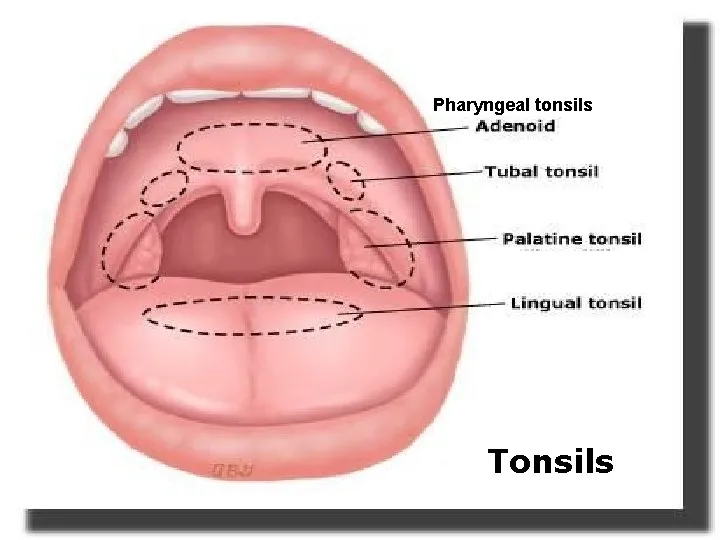 Pharyngeal tonsils
Adenoid
Tubal tonsil
Palatine tonsil
Lingual tonsil
Tonsils